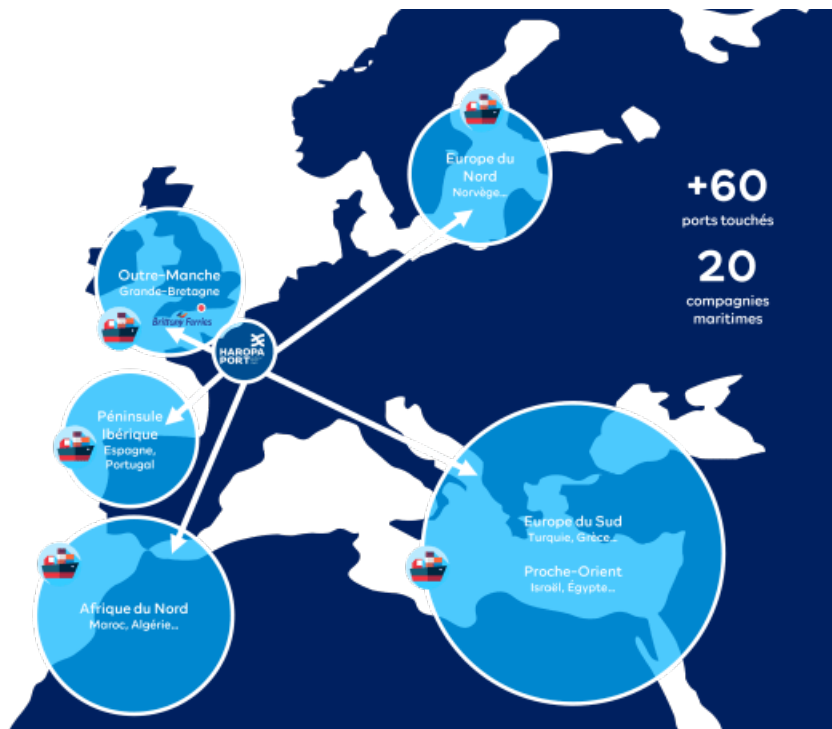 Europe du
Nord
Norvège...
+60
ports touchés
20
compagnies
maritimes
Outre-Manche
Grande-Bretagne
Brittany Ferries
HAROPA
PORT
Péninsule
Ibérique
Espagne,
Portugal
Europe du Sud
Turquie, Grèce...
Proche-Orient
Israël, Égypte...
Afrique du Nord
Maroc, Algérie...